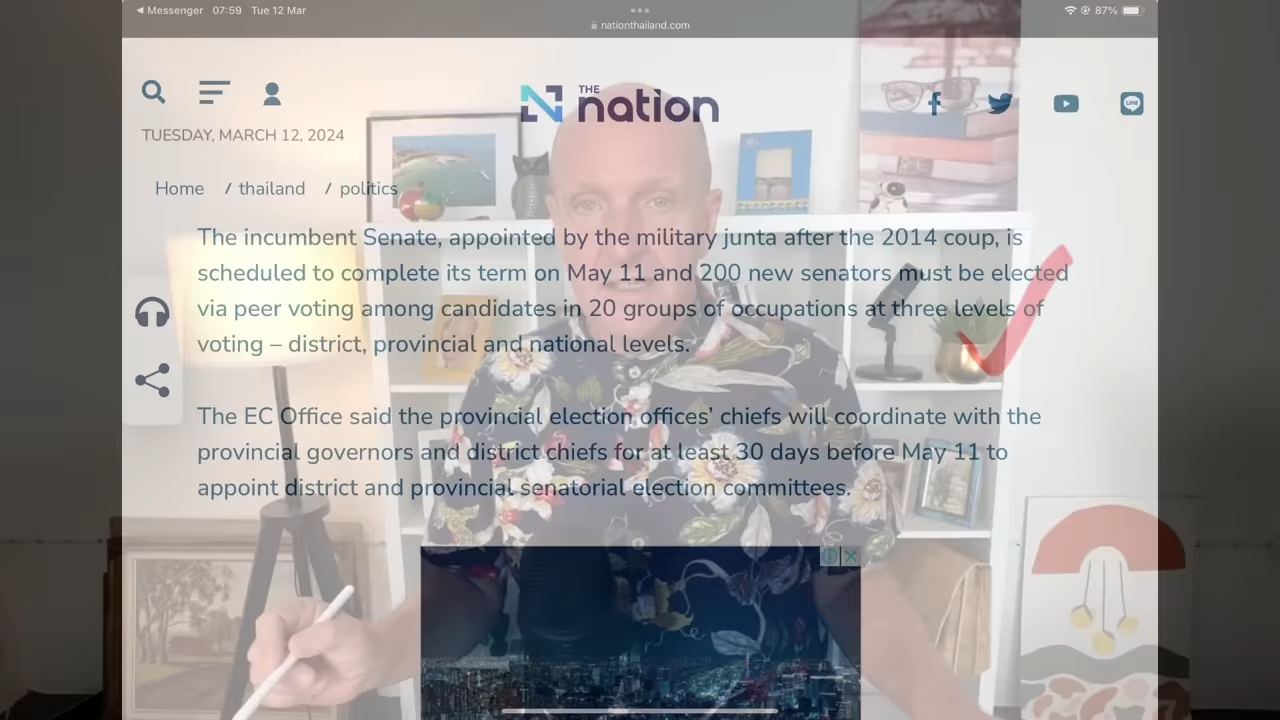 Messenger 07:59 Tue 12 Mar
87%
nationthailand.com
THE
nation
TUESDAY, MARCH 12, 2024
LINE
Home / thailand / politics
The incumbent Senate, appointed by the military junta after the 2014 coup, is
scheduled to complete its term on May 11 and 200 new senators must be elected
via peer voting among candidates in 20 groups of occupations at three levels of
voting – district, provincial and national levels.
The EC Office said the provincial election offices’ chiefs will coordinate with the
provincial governors and district chiefs for at least 30 days before May 11 to
appoint district and provincial senatorial election committees.